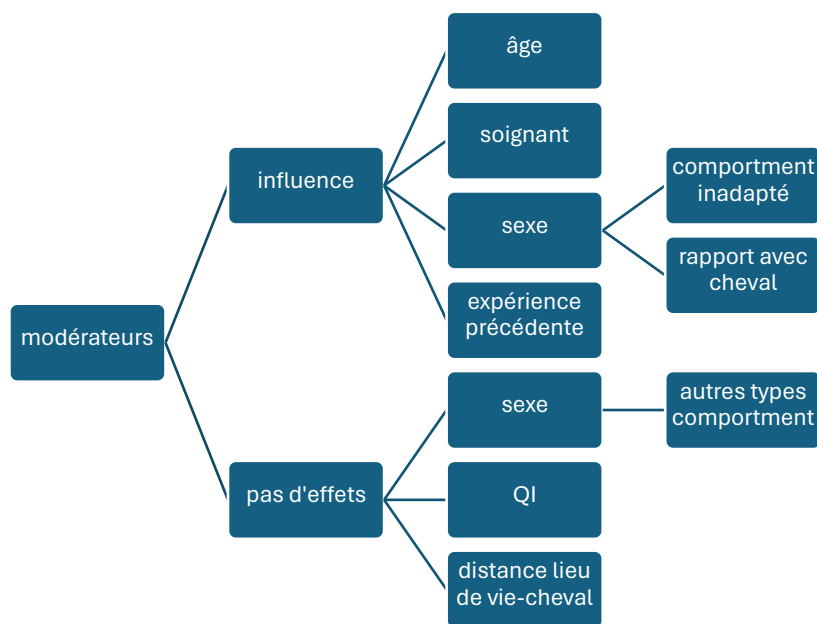 modérateurs
influence
âge
soignant
sexe
comportment
inadapté
rapport avec
cheval
expérience
précédente
pas d'effets
sexe
autres types
comportment
QI
distance lieu
de vie-cheval